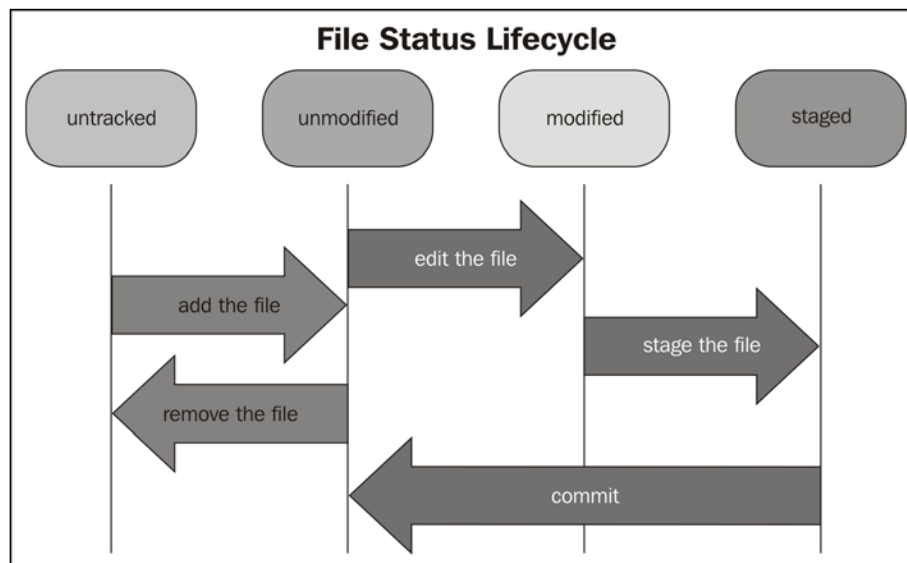 File Status Lifecycle
untracked
unmodified
modified
staged
edit the file
add the file
stage the file
remove the file
commit